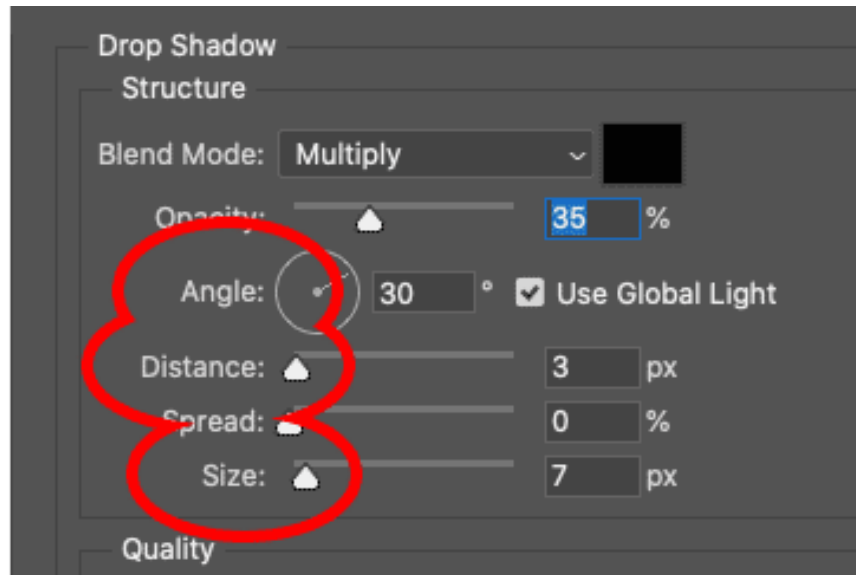 Drop Shadow
Structure
Blend Mode: Multiply
Opacity: 35 %
Angle: 30 ° Use Global Light
Distance: 3 px
Spread: 0 %
Size: 7 px
Quality